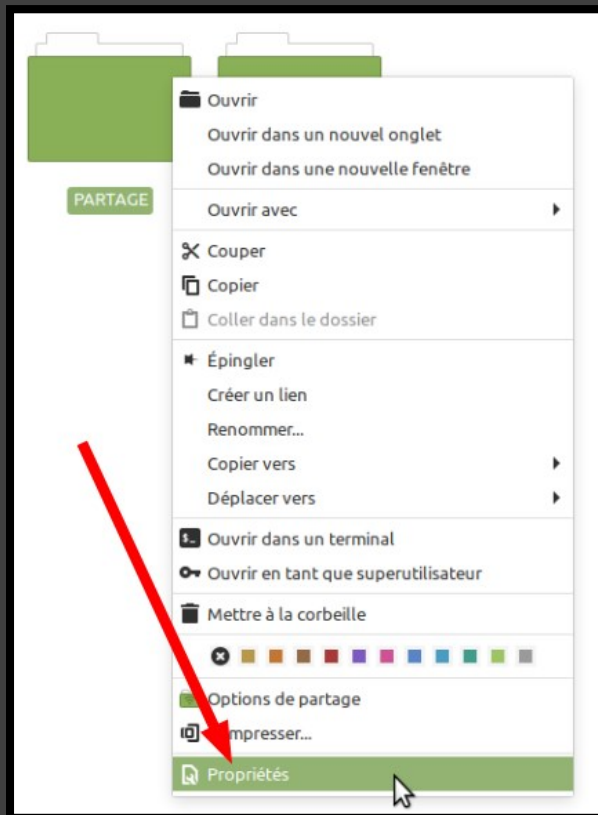 PARTAGE
Ouvrir
Ouvrir dans un nouvel onglet
Ouvrir dans une nouvelle fenêtre
Ouvrir avec
Couper
Copier
Coller dans le dossier
Épingler
Créer un lien
Renommer...
Copier vers
Déplacer vers
Ouvrir dans un terminal
Ouvrir en tant que superutilisateur
Mettre à la corbeille
Options de partage
mpresser...
Propriétés